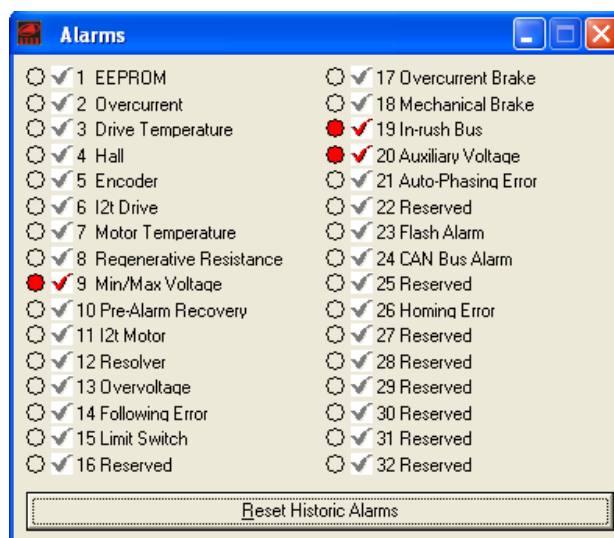 Alarms
1 EEPROM
2 Overcurrent
3 Drive Temperature
4 Hall
5 Encoder
6 I2t Drive
7 Motor Temperature
8 Regenerative Resistance
9 Min/Max Voltage
10 Pre-Alarm Recovery
11 I2t Motor
12 Resolver
13 Overvoltage
14 Following Error
15 Limit Switch
16 Reserved
17 Overcurrent Brake
18 Mechanical Brake
19 In-rush Bus
20 Auxiliary Voltage
21 Auto-Phasing Error
22 Reserved
23 Flash Alarm
24 CAN Bus Alarm
25 Reserved
26 Homing Error
27 Reserved
28 Reserved
29 Reserved
30 Reserved
31 Reserved
32 Reserved
Reset Historic Alarms